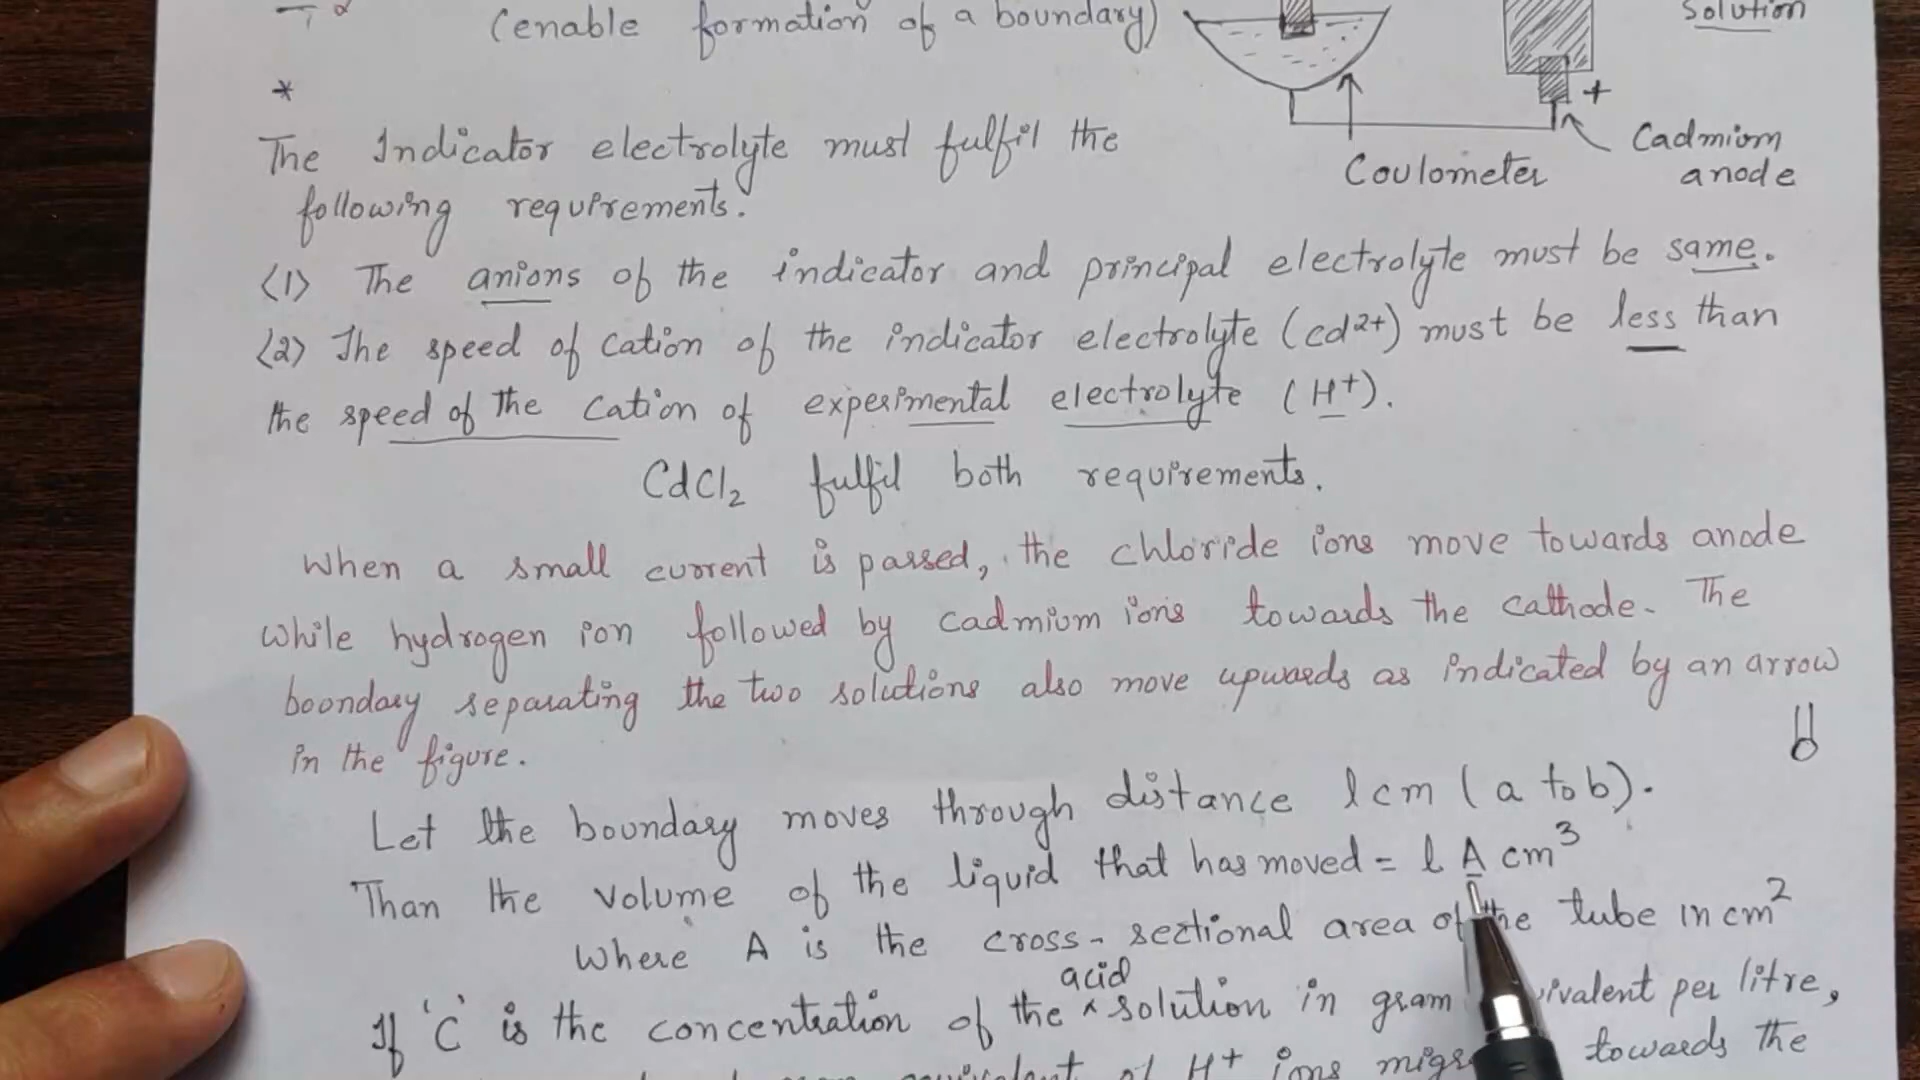 (enable formation of a boundary)
Solution
+
Cadmium
anode
Coulometer
*
The Indicator electrolyte must fulfil the
following requirements.
(1) The anions of the indicator and principal electrolyte must be same.
(2) The speed of cation of the indicator electrolyte (cd2+) must be less than
the speed of the cation of experimental electrolyte (H+).
CdCl2 fulfil both requirements.
When a small current is passed, the chloride ions move towards anode
while hydrogen ion followed by cadmium ions towards the cathode. The
boundary separating the two solutions also move upwards as indicated by an arrow
in the figure.
Let the boundary moves through distance l cm (a to b).
Than the volume of the liquid that has moved = l A cm3
Where A is the cross-sectional area of the tube in cm2
acid
If 'C' is the concentration of the ^ solution in gram per litre,
of H+ ions towards the